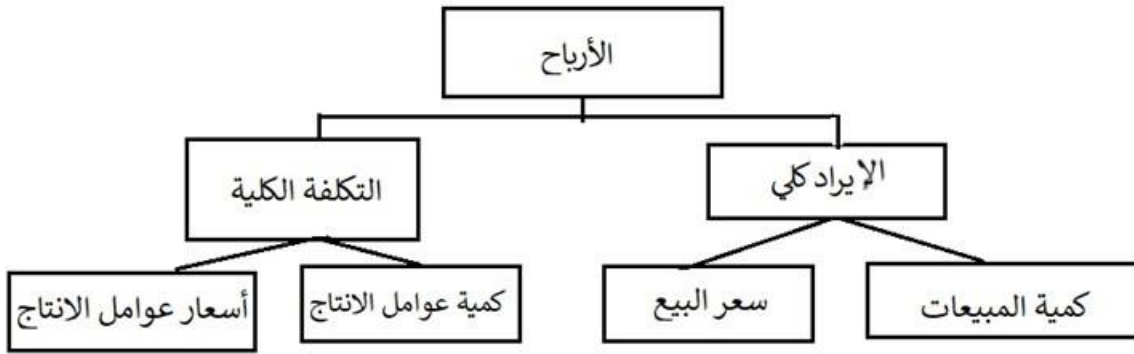 الأرباح
الإيراد كلي
التكلفة الكلية
كمية المبيعات
سعر البيع
كمية عوامل الانتاج
أسعار عوامل الانتاج